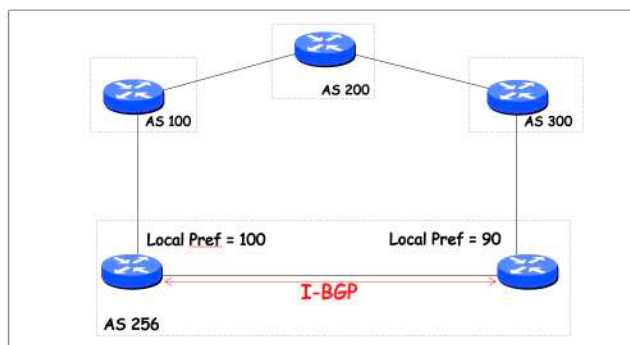 AS 200
AS 100
AS 300
Local Pref = 100
Local Pref = 90
I-BGP
AS 256